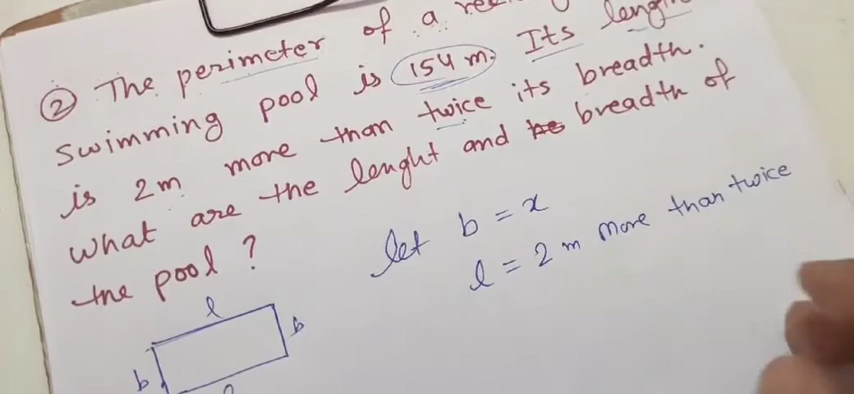 ② The perimeter of a
swimming pool is 154 m. Its
is 2m more than twice its breadth.
What are the lenght and breadth of
the pool ?
let b = x
l = 2 m more than twice
l
b
b